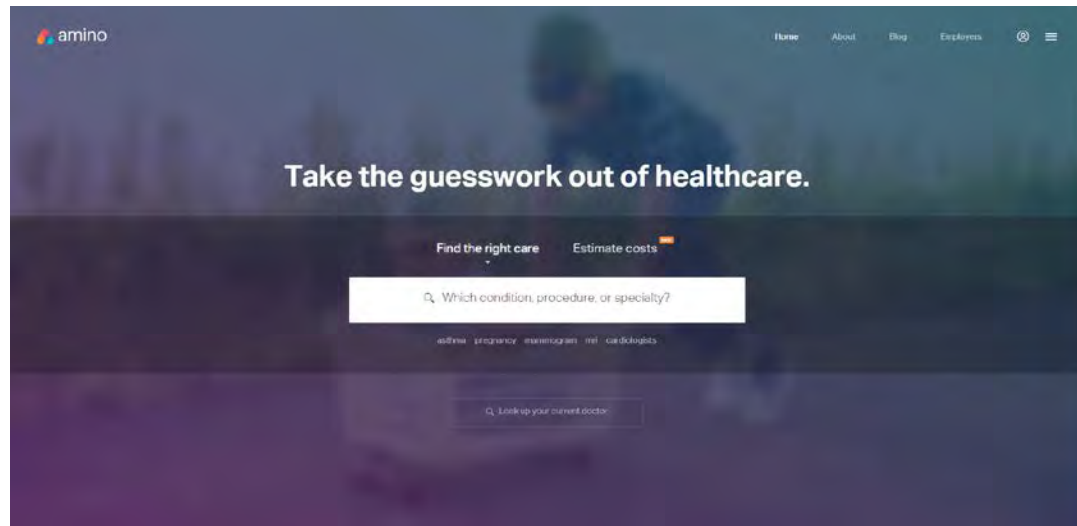 amino
Home About Blog Employers
Take the guesswork out of healthcare.
Find the right care Estimate costs
Which condition, procedure, or specialty?
asthma pregnancy mammogram mri cardiologists
Look up your current doctor